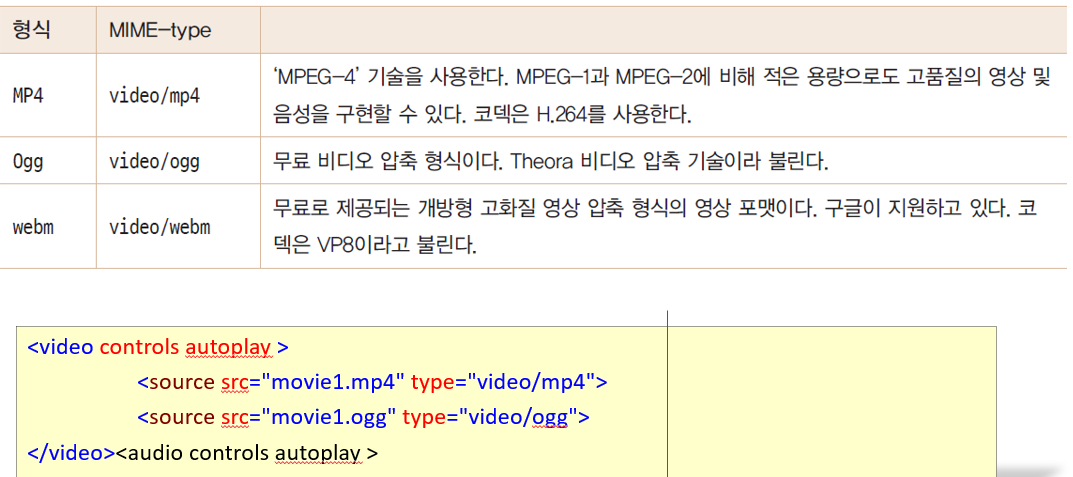 형식 MIME-type
MP4 video/mp4 ‘MPEG-4’ 기술을 사용한다. MPEG-1과 MPEG-2에 비해 적은 용량으로도 고품질의 영상 및
음성을 구현할 수 있다. 코덱은 H.264를 사용한다.
Ogg video/ogg 무료 비디오 압축 형식이다. Theora 비디오 압축 기술이라 불린다.
webm video/webm 무료로 제공되는 개방형 고화질 영상 압축 형식의 영상 포맷이다. 구글이 지원하고 있다. 코
덱은 VP8이라고 불린다.
<video controls autoplay >
<source src="movie1.mp4" type="video/mp4">
<source src="movie1.ogg" type="video/ogg">
</video><audio controls autoplay >